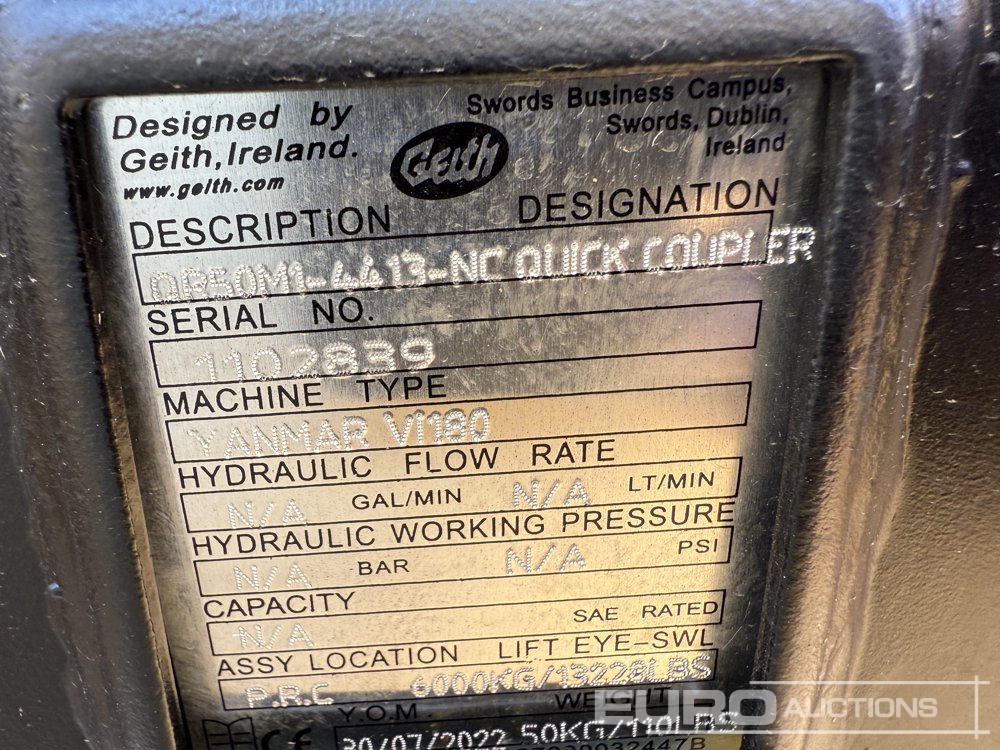 Designed by
Geith, Ireland.
www.geith.com
Geith
Swords Business Campus,
Swords, Dublin,
Ireland
DESCRIPTION DESIGNATION
QB50M1-4413-NC QUICK COUPLER
SERIAL NO.
1102839
MACHINE TYPE
YANMAR VI180
HYDRAULIC FLOW RATE
N/A GAL/MIN N/A LT/MIN
HYDRAULIC WORKING PRESSURE
N/A BAR N/A PSI
CAPACITY
N/A SAE RATED
ASSY LOCATION LIFT EYE-SWL
P.R.C 6000KG/13228LBS
Y.O.M. WEIGHT
CE 30/07/2022 50KG/110LBS
EURO AUCTIONS